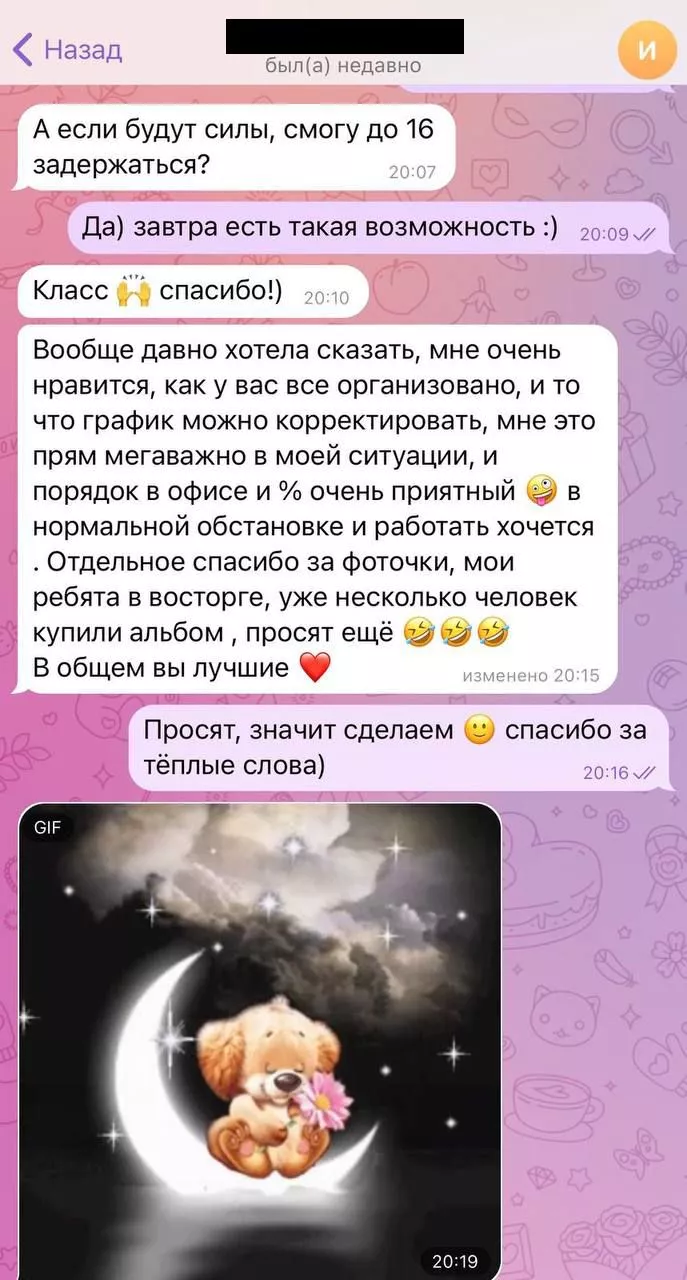 Назад
был(а) недавно
И
А если будут силы, смогу до 16
задержаться?
20:07
Да) завтра есть такая возможность :)
20:09
Класс 🙌 спасибо!)
20:10
Вообще давно хотела сказать, мне очень
нравится, как у вас все организовано, и то
что график можно корректировать, мне это
прям мегаважно в моей ситуации, и
порядок в офисе и % очень приятный 🤪 в
нормальной обстановке и работать хочется
. Отдельное спасибо за фоточки, мои
ребята в восторге, уже несколько человек
купили альбом , просят ещё 🤣🤣🤣
В общем вы лучшие ❤️
изменено 20:15
Просят, значит сделаем 🙂 спасибо за
тёплые слова)
20:16
GIF
20:19